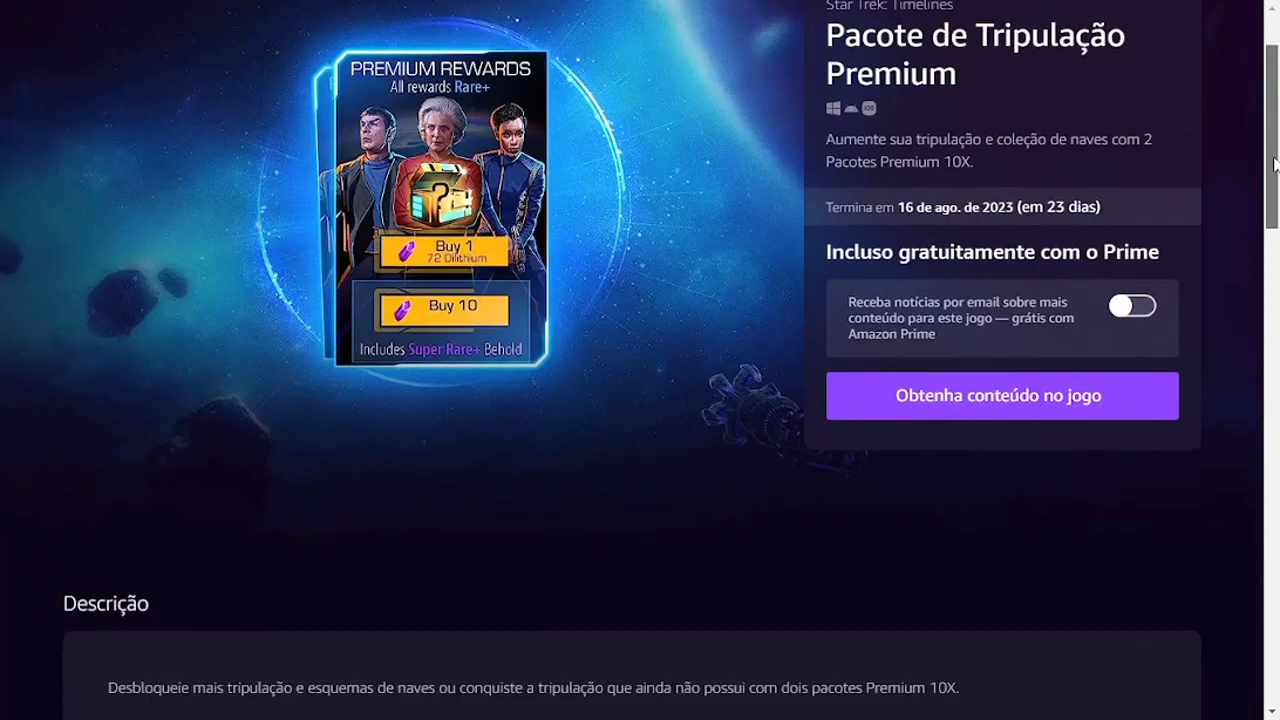 Star Trek: Timelines
Pacote de Tripulação
Premium
iOS
Aumente sua tripulação e coleção de naves com 2
Pacotes Premium 10X.
Termina em 16 de ago. de 2023 (em 23 dias)
Incluso gratuitamente com o Prime
Receba notícias por email sobre mais
conteúdo para este jogo — grátis com
Amazon Prime
Obtenha conteúdo no jogo
PREMIUM REWARDS
All rewards Rare+
Buy 1
72 Dilithium
Buy 10
Includes Super Rare+ Behold
Descrição
Desbloqueie mais tripulação e esquemas de naves ou conquiste a tripulação que ainda não possui com dois pacotes Premium 10X.